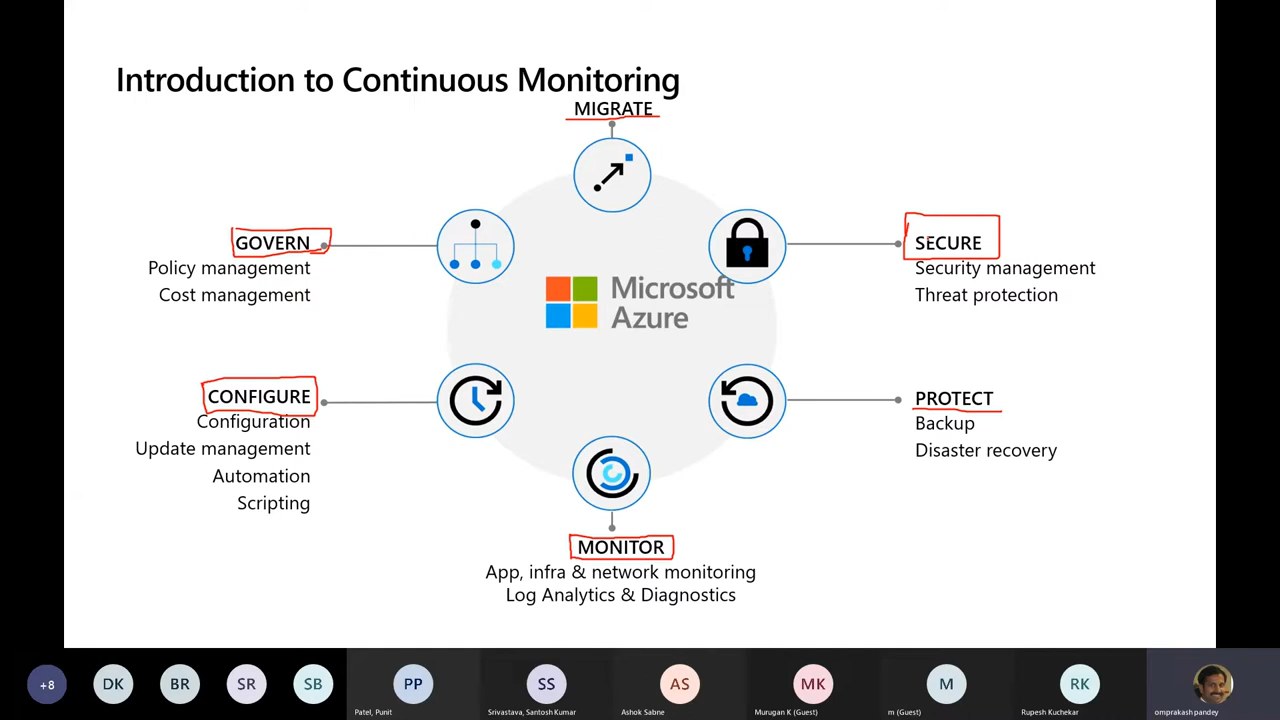 Introduction to Continuous Monitoring
MIGRATE
GOVERN
Policy management
Cost management
SECURE
Security management
Threat protection
Microsoft
Azure
CONFIGURE
Configuration
Update management
Automation
Scripting
PROTECT
Backup
Disaster recovery
MONITOR
App, infra & network monitoring
Log Analytics & Diagnostics
+8
DK
BR
SR
SB
PP
Patel, Punit
SS
Srivastava, Santosh Kumar
AS
Ashok Sabne
MK
Murugan K (Guest)
M
m (Guest)
RK
Rupesh Kuchekar
omprakash pandey